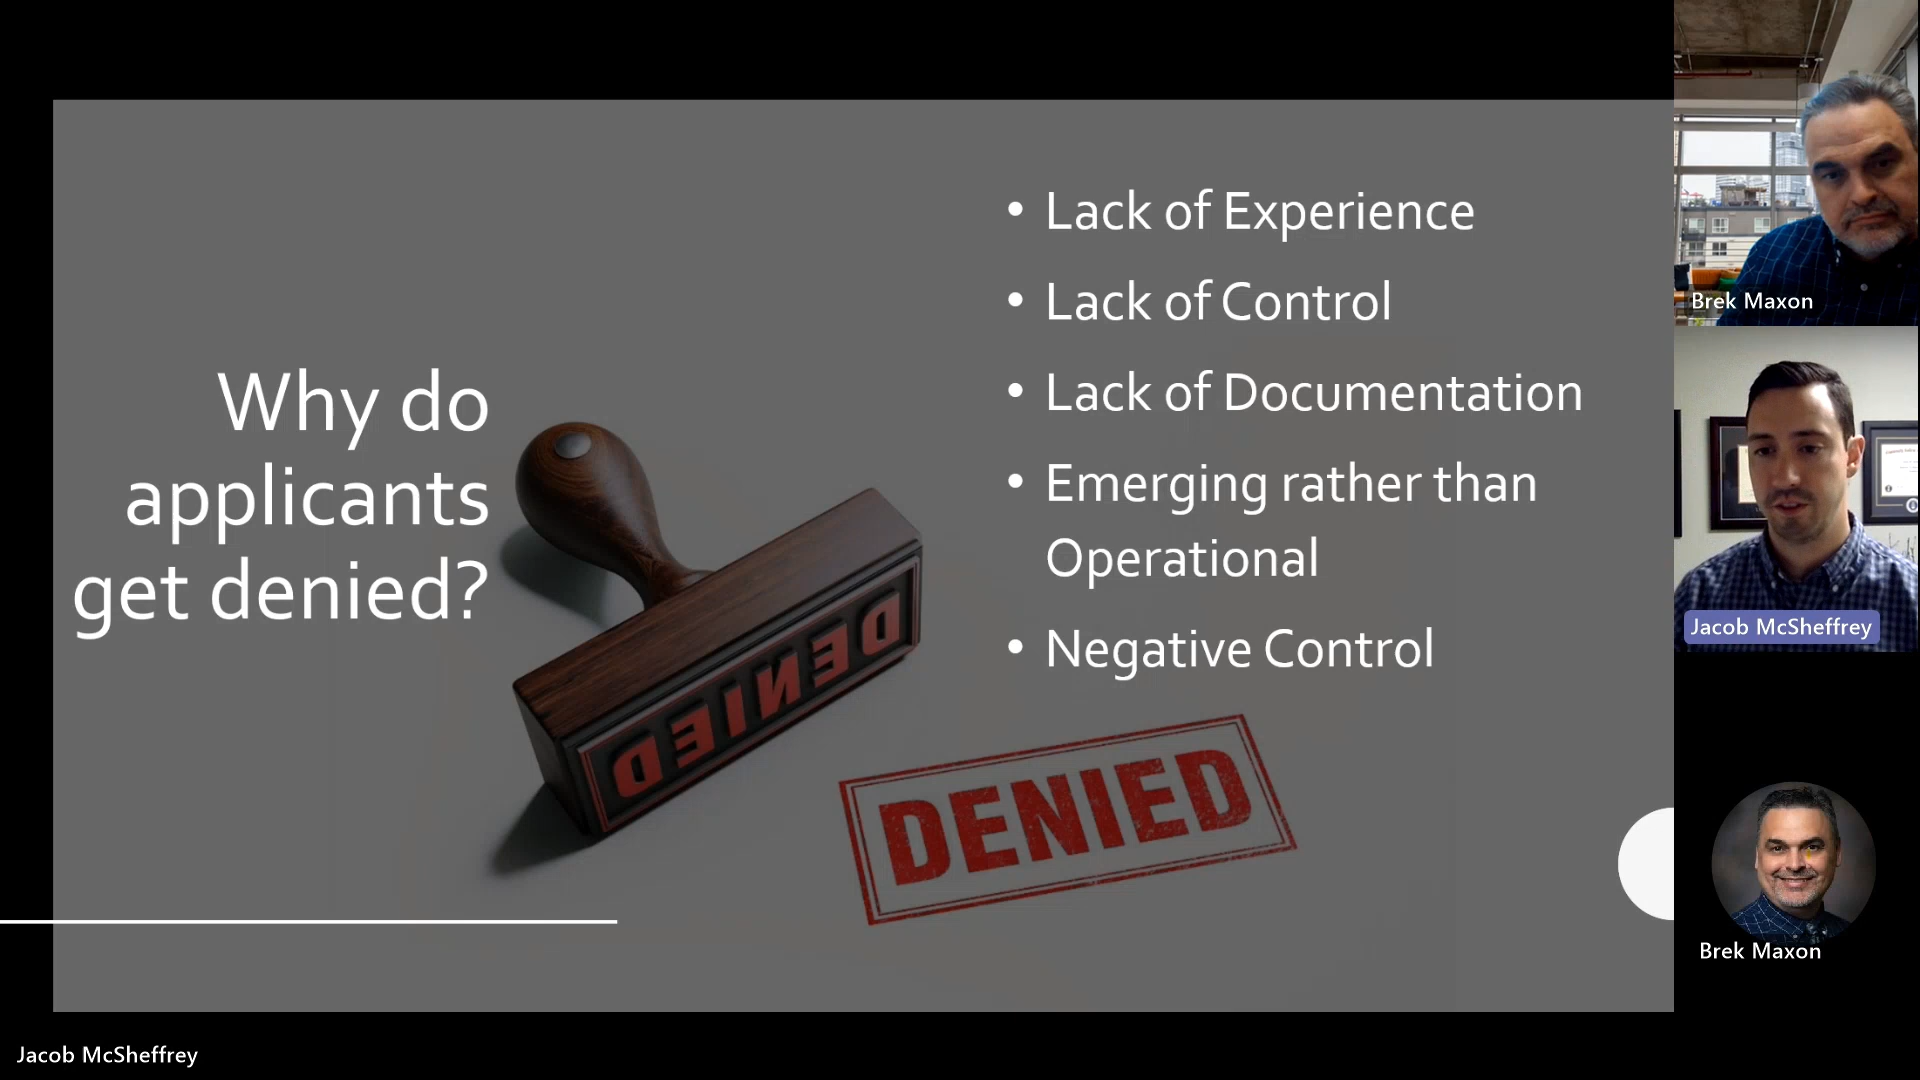 Why do
applicants
get denied?
• Lack of Experience
• Lack of Control
• Lack of Documentation
• Emerging rather than
Operational
• Negative Control
DENIED
DENIED
Brek Maxon
Jacob McSheffrey
Brek Maxon
Jacob McSheffrey